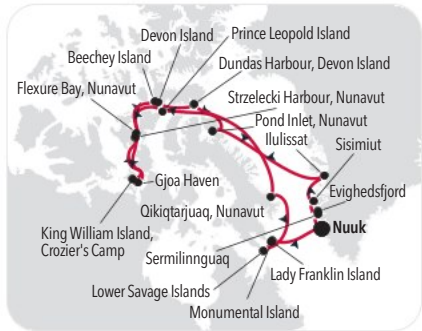 Devon Island
Prince Leopold Island
Beechey Island
Dundas Harbour, Devon Island
Flexure Bay, Nunavut
Strzelecki Harbour, Nunavut
Pond Inlet, Nunavut
Ilulissat
Sisimiut
Evighedsfjord
Gjoa Haven
Qikiqtarjuaq, Nunavut
Nuuk
King William Island,
Crozier's Camp
Sermilinnguaq
Lady Franklin Island
Lower Savage Islands
Monumental Island